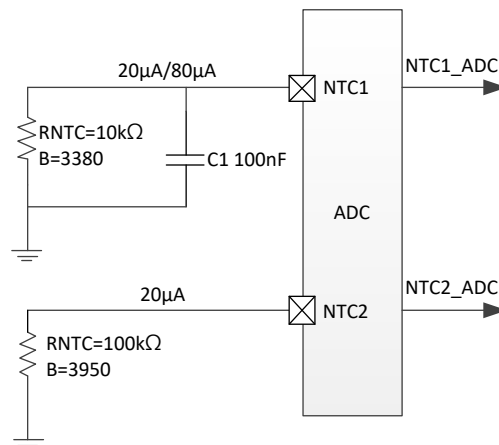 20μA/80μA
NTC1_ADC
NTC1
RNTC=10kΩ
B=3380
C1 100nF
ADC
20μA
NTC2_ADC
NTC2
RNTC=100kΩ
B=3950